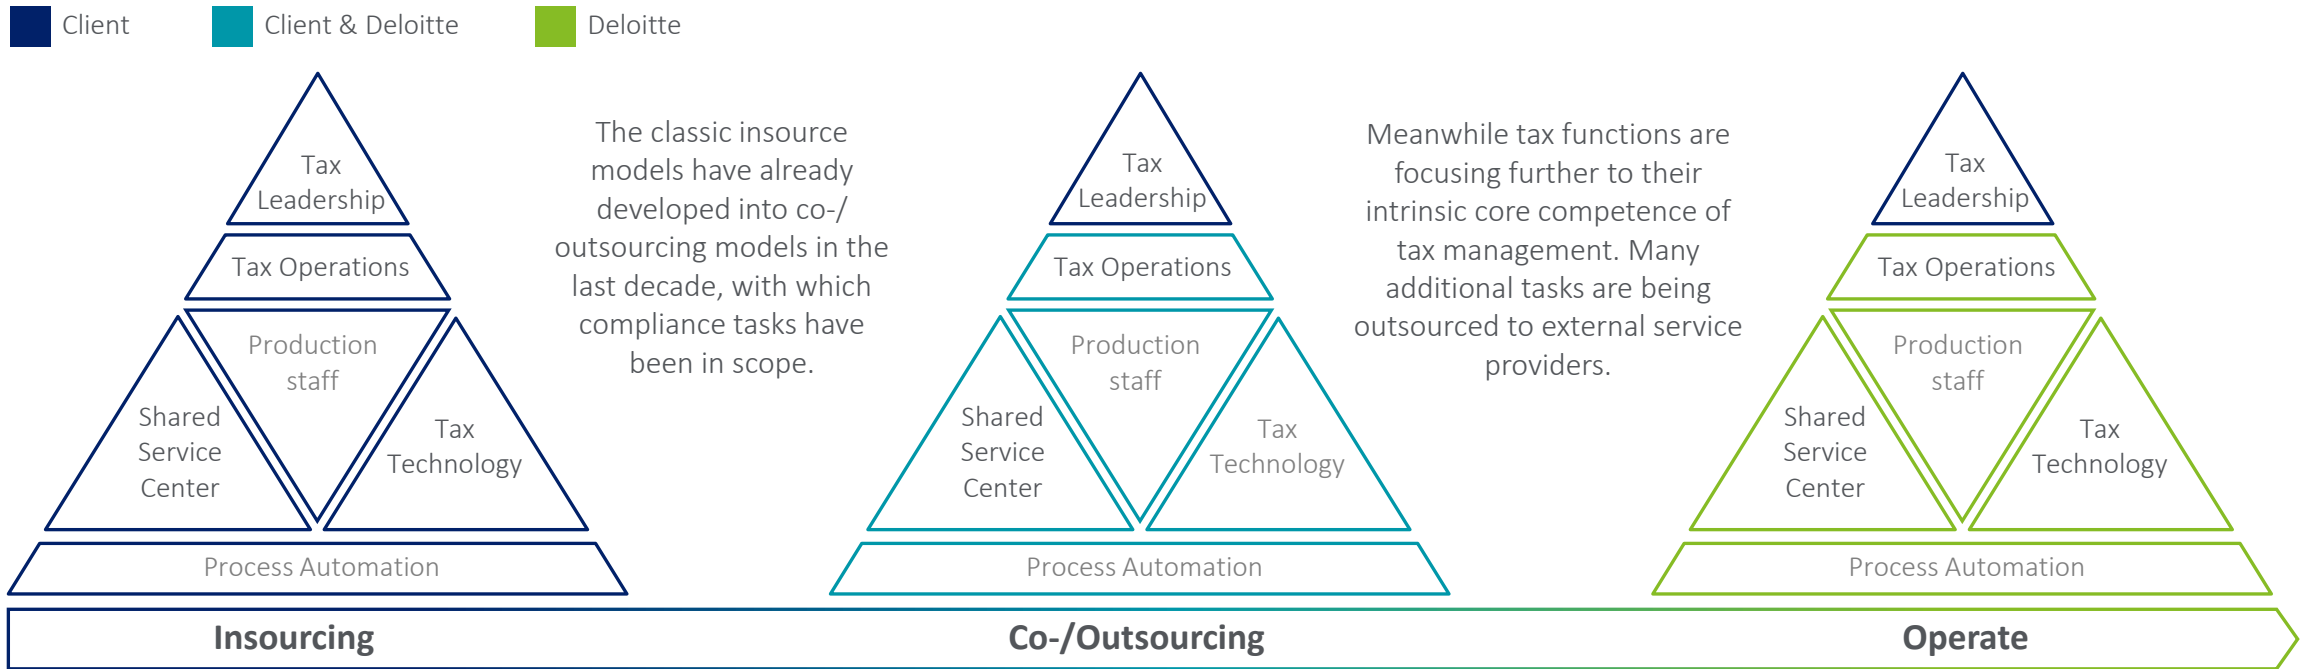 Client
Client & Deloitte
Deloitte
Tax
Leadership
Tax Operations
Production
staff
Shared
Service
Center
Tax
Technology
Process Automation
The classic insource
models have already
developed into co-/
outsourcing models in the
last decade, with which
compliance tasks have
been in scope.
Tax
Leadership
Tax Operations
Production
staff
Shared
Service
Center
Tax
Technology
Process Automation
Meanwhile tax functions are
focusing further to their
intrinsic core competence of
tax management. Many
additional tasks are being
outsourced to external service
providers.
Tax
Leadership
Tax Operations
Production
staff
Shared
Service
Center
Tax
Technology
Process Automation
Insourcing
Co-/Outsourcing
Operate